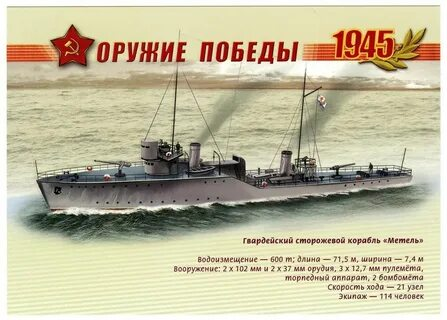 ОРУЖИЕ ПОБЕДЫ 1945
Гвардейский сторожевой корабль «Метель»
Водоизмещение — 600 т; длина — 71,5 м, ширина — 7,4 м
Вооружение: 2 х 102 мм и 2 х 37 мм орудия, 3 х 12,7 мм пулемёта,
торпедный аппарат, 2 бомбомёта
Скорость хода — 21 узел
Экипаж — 114 человек